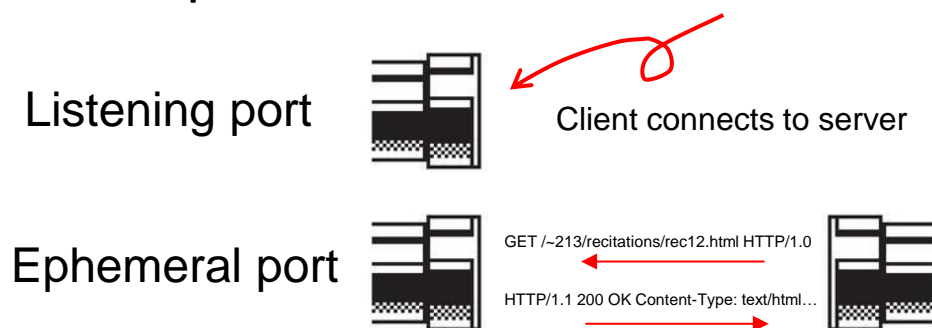 Listening port
Client connects to server
Ephemeral port
GET /~213/recitations/rec12.html HTTP/1.0
HTTP/1.1 200 OK Content-Type: text/html…